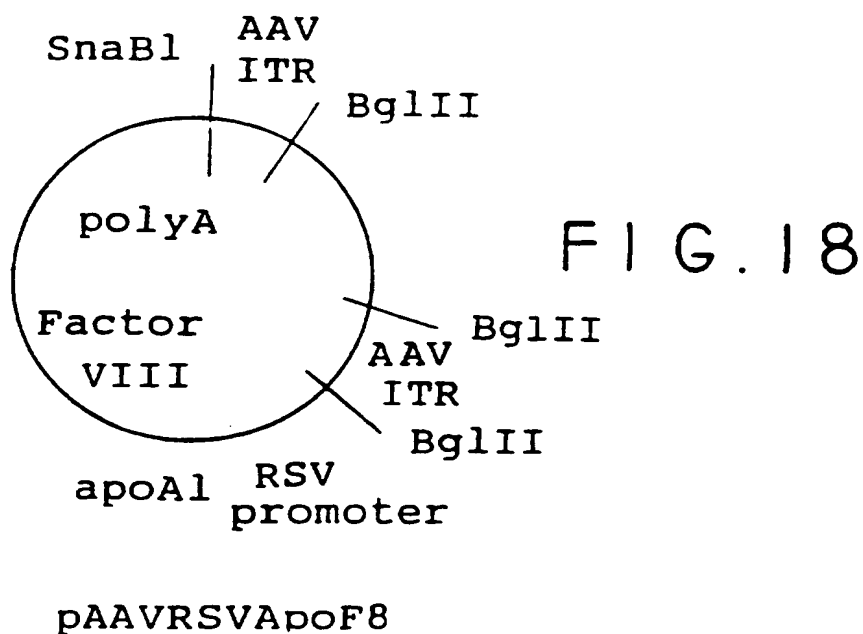 SnaBl
AAV
ITR
BglII
polyA
FIG.18
Factor
VIII
BglII
AAV
ITR
BglII
apoAl
RSV
promoter
pAAVRSVApoF8